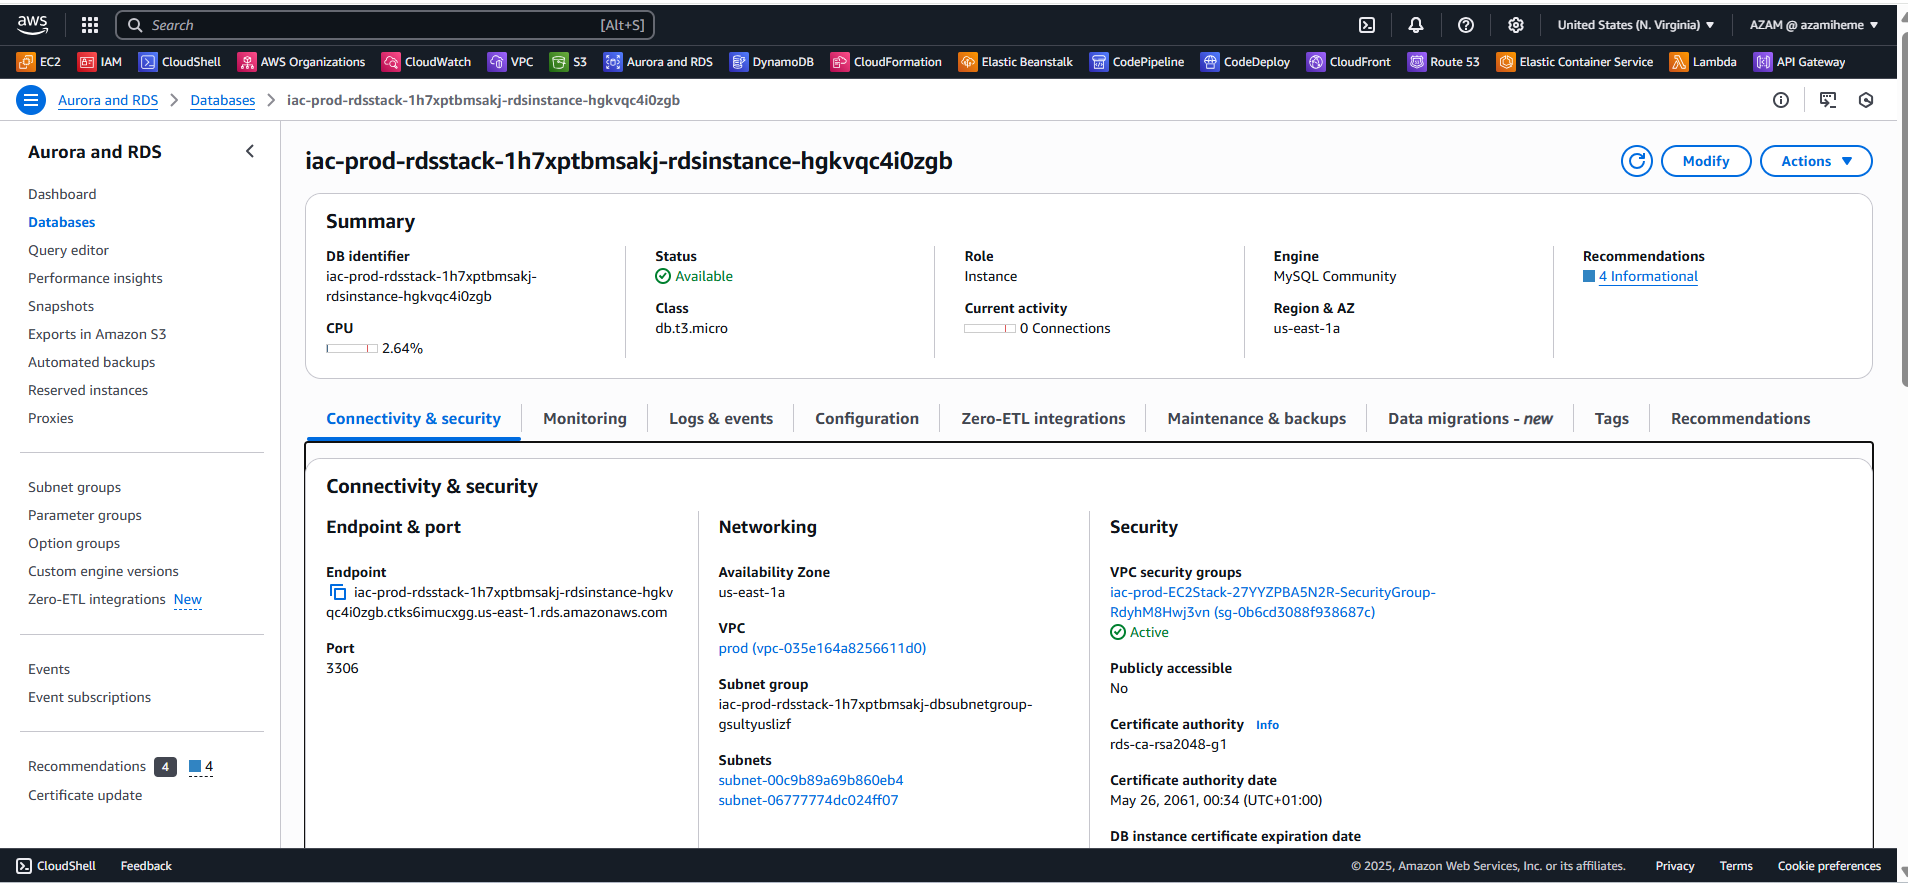 aws
Search [Alt+S]
United States (N. Virginia)
AZAM @ azamiheme
EC2 IAM CloudShell AWS Organizations CloudWatch VPC S3 Aurora and RDS DynamoDB CloudFormation Elastic Beanstalk CodePipeline CodeDeploy CloudFront Route 53 Elastic Container Service Lambda API Gateway
Aurora and RDS > Databases > iac-prod-rdsstack-1h7xptbmsakj-rdsinstance-hgkvqc4i0zgb
Aurora and RDS
Dashboard
Databases
Query editor
Performance insights
Snapshots
Exports in Amazon S3
Automated backups
Reserved instances
Proxies
Subnet groups
Parameter groups
Option groups
Custom engine versions
Zero-ETL integrations New
Events
Event subscriptions
Recommendations 4 4
Certificate update
iac-prod-rdsstack-1h7xptbmsakj-rdsinstance-hgkvqc4i0zgb
Modify
Actions
Summary
DB identifier
iac-prod-rdsstack-1h7xptbmsakj-
rdsinstance-hgkvqc4i0zgb
CPU
2.64%
Status
Available
Class
db.t3.micro
Role
Instance
Current activity
0 Connections
Engine
MySQL Community
Region & AZ
us-east-1a
Recommendations
4 Informational
Connectivity & security
Monitoring
Logs & events
Configuration
Zero-ETL integrations
Maintenance & backups
Data migrations - new
Tags
Recommendations
Connectivity & security
Endpoint & port
Endpoint
iac-prod-rdsstack-1h7xptbmsakj-rdsinstance-hgkv
qc4i0zgb.ctks6imucxgg.us-east-1.rds.amazonaws.com
Port
3306
Networking
Availability Zone
us-east-1a
VPC
prod (vpc-035e164a8256611d0)
Subnet group
iac-prod-rdsstack-1h7xptbmsakj-dbsubnetgroup-
gsultyuslizf
Subnets
subnet-00c9b89a69b860eb4
subnet-06777774dc024ff07
Security
VPC security groups
iac-prod-EC2Stack-27YYZPBA5N2R-SecurityGroup-
RdyhM8Hwj3vn (sg-0b6cd3088f938687c)
Active
Publicly accessible
No
Certificate authority Info
rds-ca-rsa2048-g1
Certificate authority date
May 26, 2061, 00:34 (UTC+01:00)
DB instance certificate expiration date
CloudShell
Feedback
© 2025, Amazon Web Services, Inc. or its affiliates.
Privacy
Terms
Cookie preferences